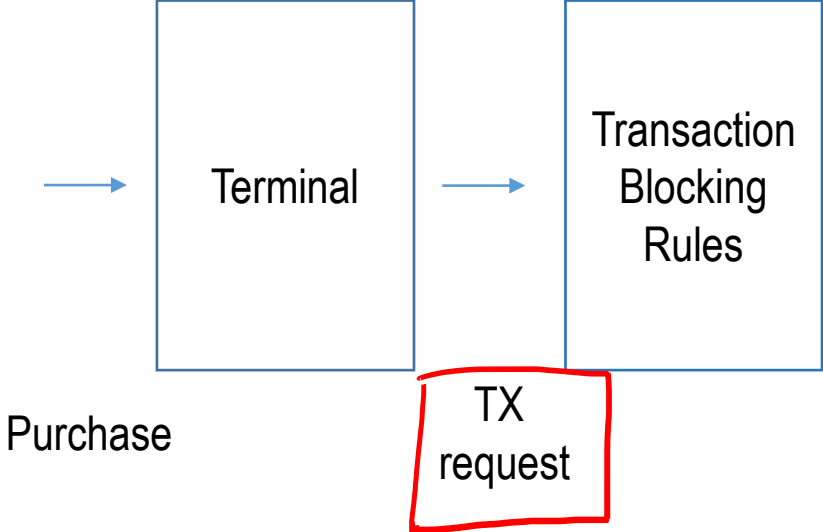 Terminal
Transaction
Blocking
Rules
Purchase
TX
request